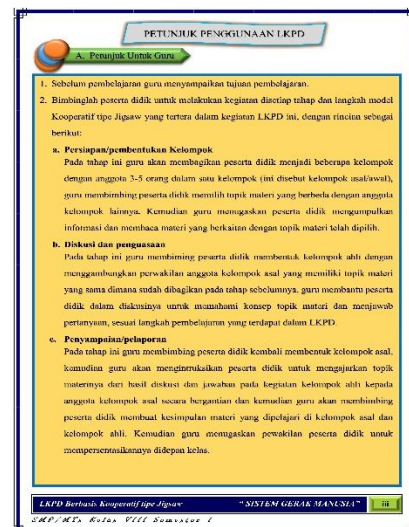 PETUNJUK PENGGUNAAN LKPD
A. Petunjuk Untuk Guru
1. Sebelum pembelajaran guru menyampaikan tujuan pembelajaran.
2. Bimbinglah peserta didik untuk melakukan kegiatan disetiap tahap dan langkah model
Kooperatif tipe Jigsaw yang tertera dalam kegiatan LKPD ini, dengan rincian sebagai
berikut:
a. Persiapan/pembentukan Kelompok
Pada tahap ini guru akan membagikan peserta didik menjadi beberapa kelompok
dengan anggota 3-5 orang dalam satu kelompok (ini disebut kelompok asal/awal),
guru membimbing peserta didik memilih topik materi yang berbeda dengan anggota
kelompok lainnya. Kemudian guru menugaskan peserta didik mengumpulkan
informasi dan membaca materi yang berkaitan dengan topik materi telah dipilih.
b. Diskusi dan penguasaan
Pada tahap ini guru membimbing peserta didik membentuk kelompok ahli dengan
menggambungkan perwakilan anggota kelompok asal yang memiliki topik materi
yang sama dimana sudah dibagikan pada tahap sebelumnya, guru membantu peserta
didik dalam diskusinya untuk memahami konsep topik materi dan menjawab
pertanyaan, sesuai langkah pembelajaran yang terdapat dalam LKPD.
c. Penyampaian/pelaporan
Pada tahap ini guru membimbing peserta didik kembali membentuk kelompok asal,
kemudian guru akan mengintruksikan peserta didik untuk mengajarkan topik
materinya dari hasil diskusi dan jawaban pada kegiatan kelompok ahli kepada
anggota kelompok asal secara bergantian dan kemudian guru akan membimbing
peserta didik membuat kesimpulan materi yang dipelajari di kelompok asal dan
kelompok ahli. Kemudian guru menugaskan pewakilan peserta didik untuk
mempersentasikannya didepan kelas.
LKPD Berbasis Kooperatif tipe Jigsaw "SISTEM GERAK MANUSIA" iii
SMP/MTs Kelas VIII Semester 1